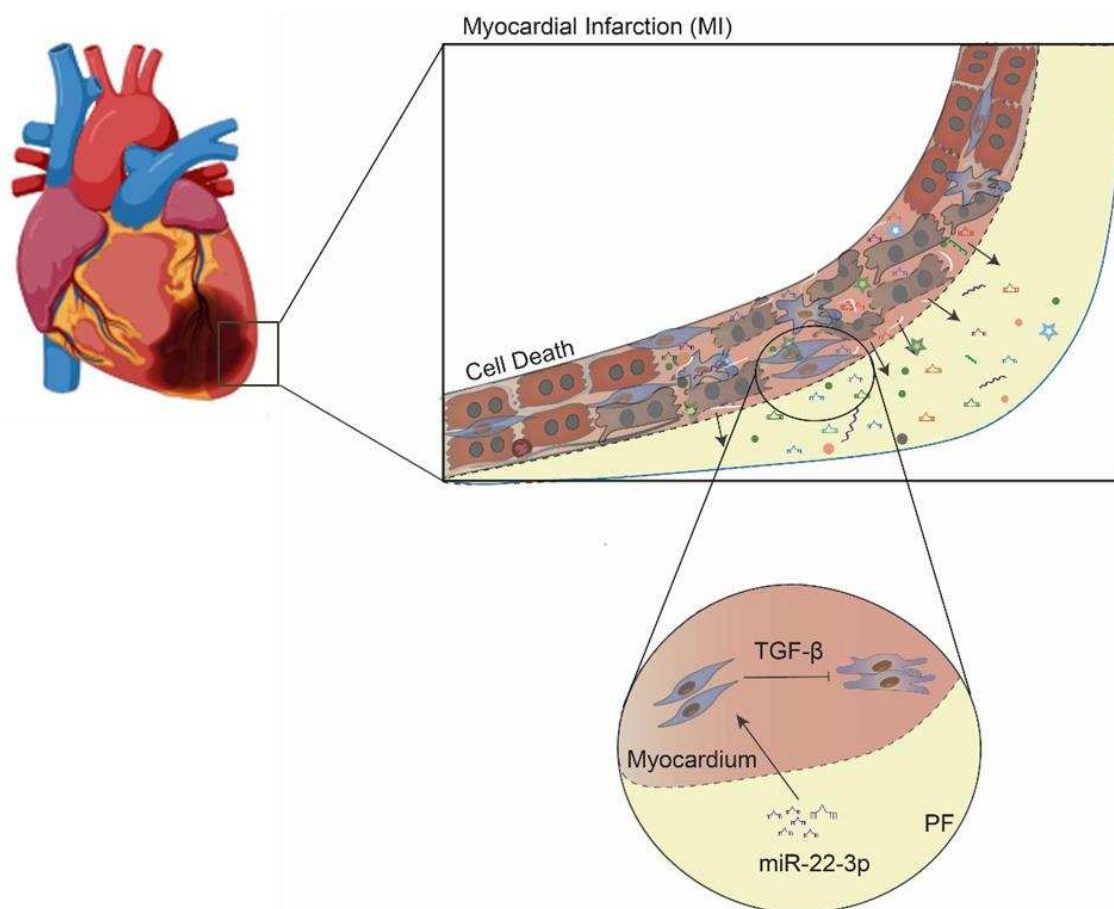 Myocardial Infarction (MI)
Cell Death
TGF-β
Myocardium
PF
miR-22-3p